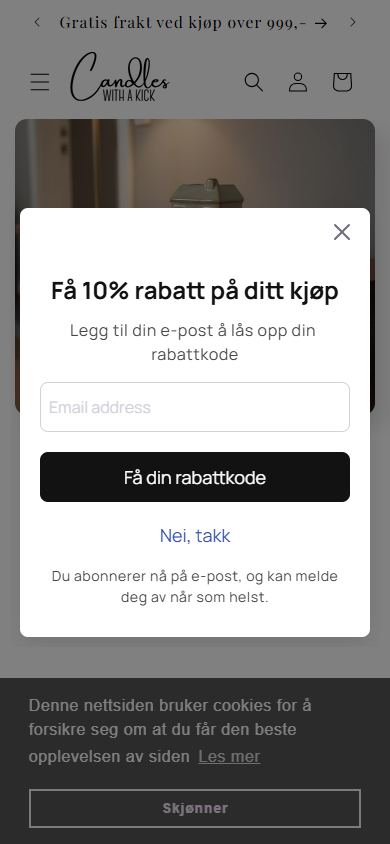 Gratis frakt ved kjøp over 999,- →
Candles
WITH A KICK
Få 10% rabatt på ditt kjøp
Legg til din e-post å lås opp din
rabattkode
Email address
Få din rabattkode
Nei, takk
Du abonnerer nå på e-post, og kan melde
deg av når som helst.
Denne nettsiden bruker cookies for å
forsikre seg om at du får den beste
opplevelsen av siden Les mer
Skjønner